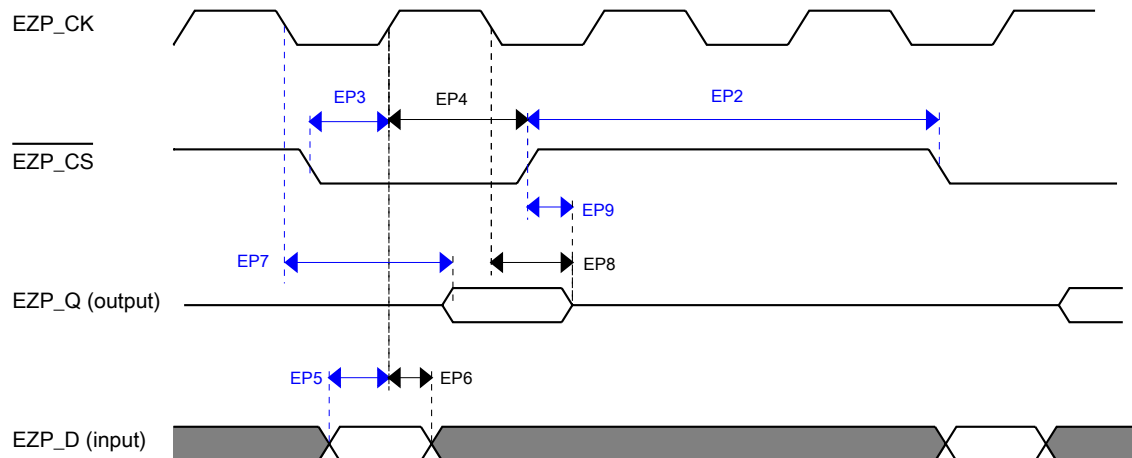 EZP_CK
EP3
EP4
EP2
EZP_CS
EP9
EP7
EP8
EZP_Q (output)
EP5
EP6
EZP_D (input)